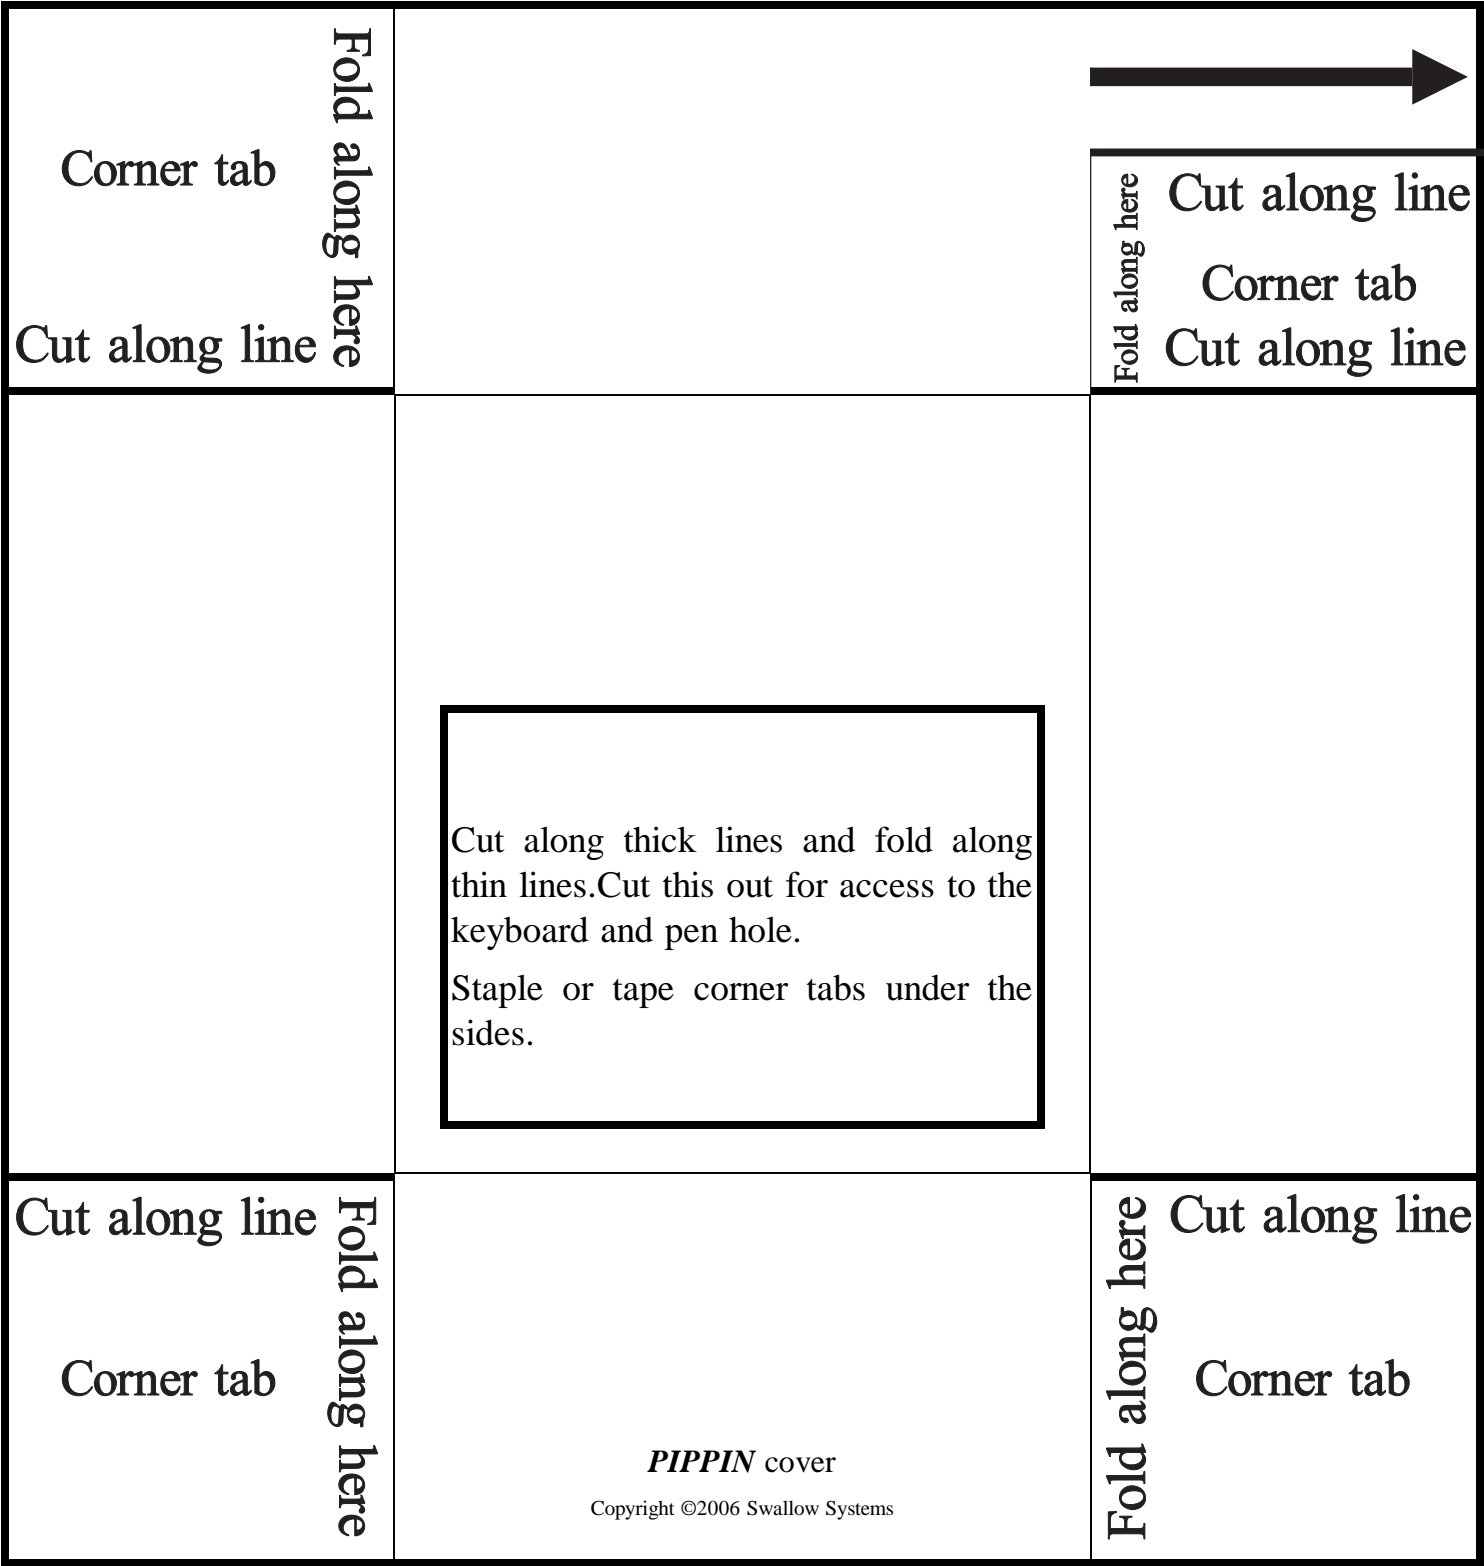 Fold along here
Corner tab
Cut along line
Cut along line
Fold along here
Corner tab
Cut along line
Cut along thick lines and fold along
thin lines.Cut this out for access to the
keyboard and pen hole.
Staple or tape corner tabs under the
sides.
Cut along line
Fold along here
Corner tab
Fold along here
Cut along line
Corner tab
PIPPIN cover
Copyright ©2006 Swallow Systems